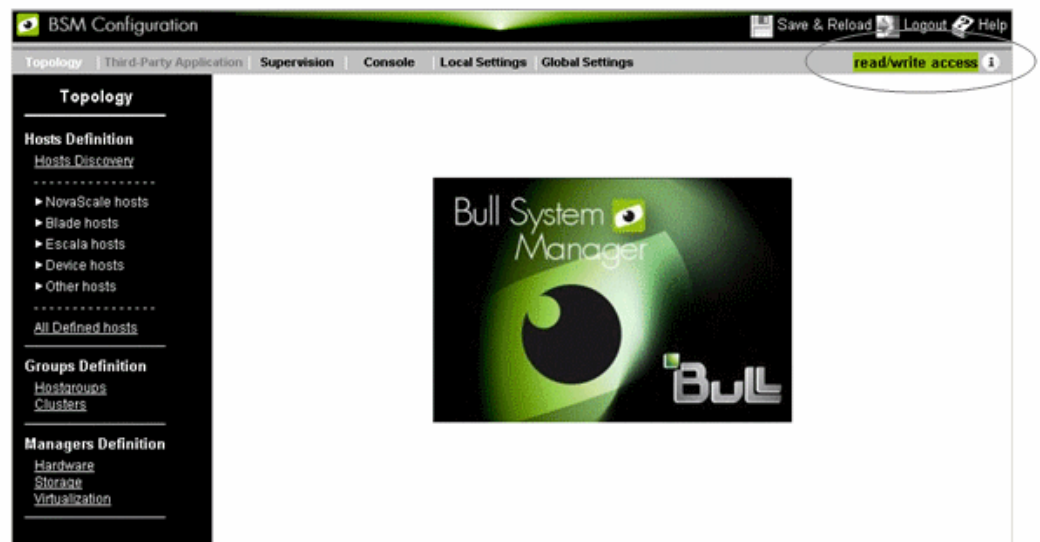 BSM Configuration
Save & Reload Logout Help
Topology | Third-Party Application | Supervision | Console | Local Settings | Global Settings
read/write access i
Topology
Hosts Definition
Hosts Discovery
NovaScale hosts
Blade hosts
Escala hosts
Device hosts
Other hosts
All Defined hosts
Groups Definition
Hostgroups
Clusters
Managers Definition
Hardware
Storage
Virtualization
Bull System
Manager
Bull